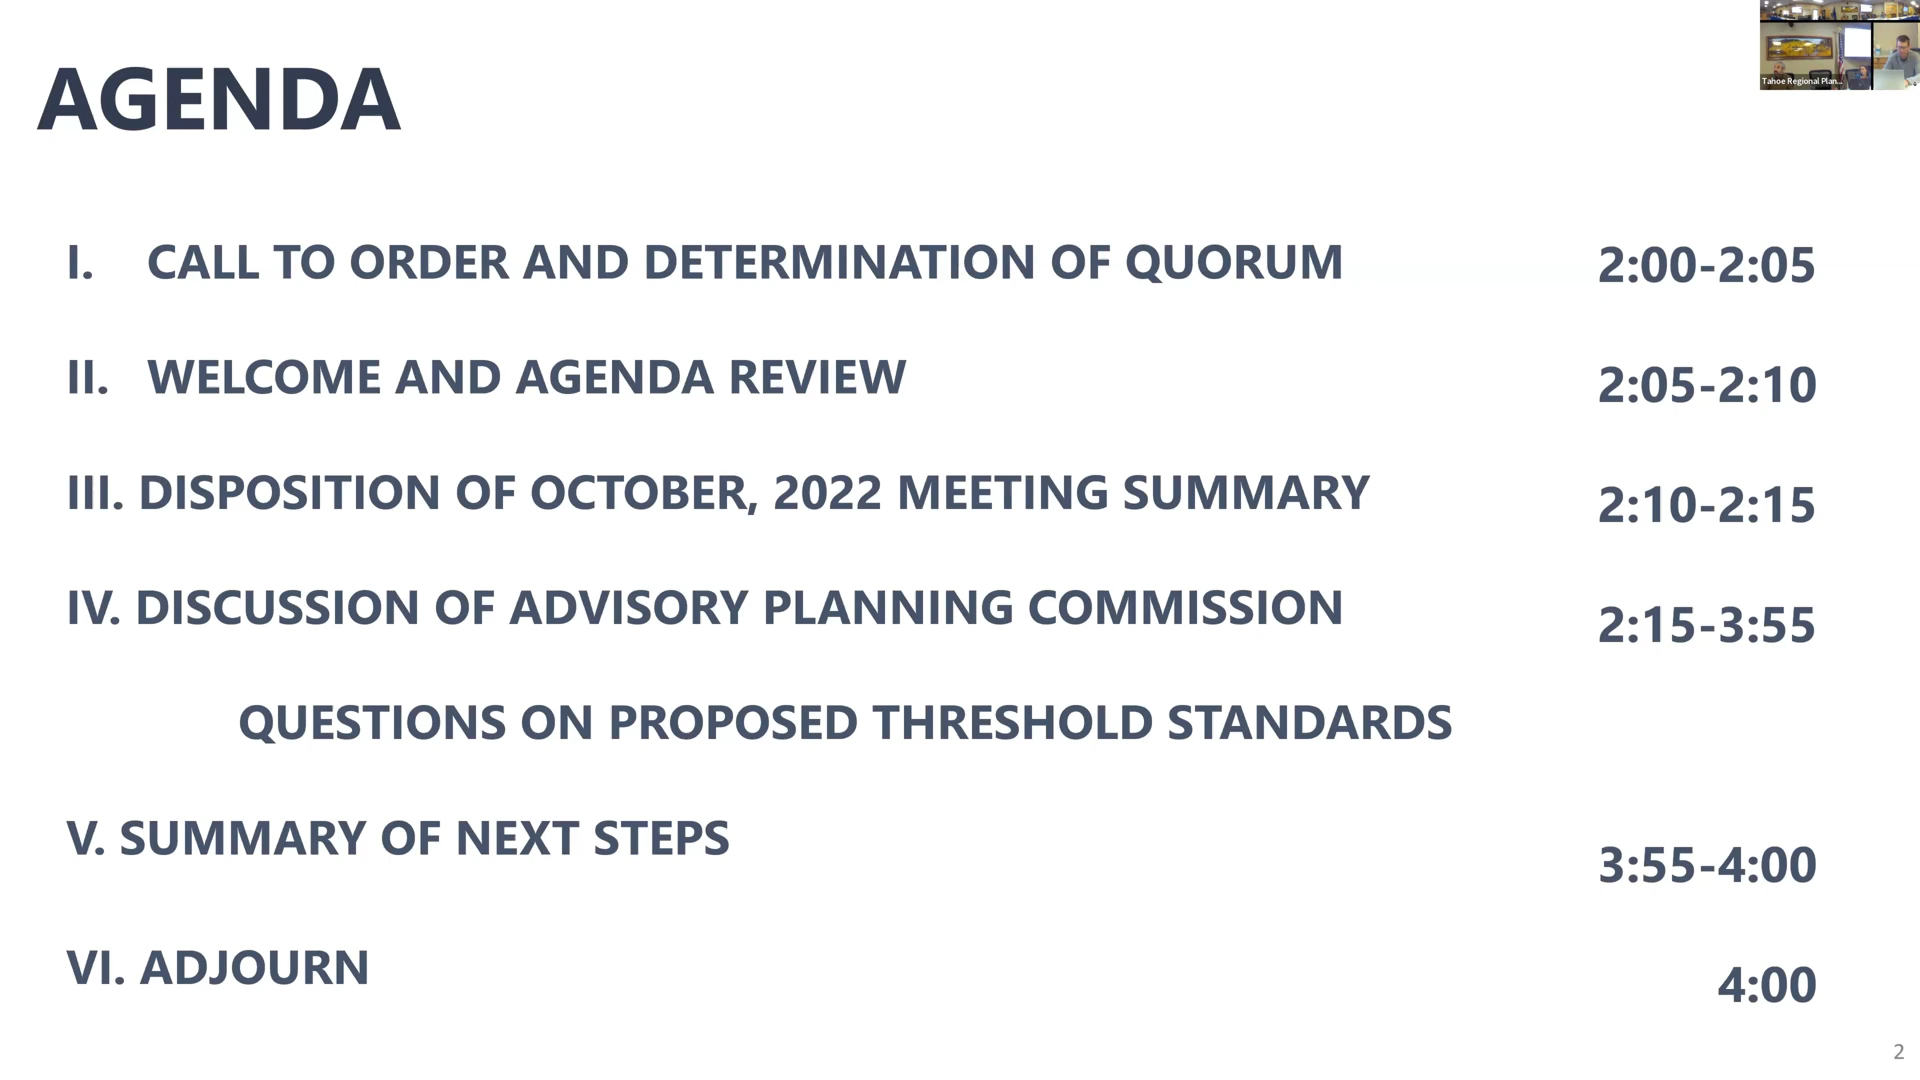 AGENDA
Tahoe Regional Plan...
I. CALL TO ORDER AND DETERMINATION OF QUORUM 2:00-2:05
II. WELCOME AND AGENDA REVIEW 2:05-2:10
III. DISPOSITION OF OCTOBER, 2022 MEETING SUMMARY 2:10-2:15
IV. DISCUSSION OF ADVISORY PLANNING COMMISSION 2:15-3:55
QUESTIONS ON PROPOSED THRESHOLD STANDARDS
V. SUMMARY OF NEXT STEPS 3:55-4:00
VI. ADJOURN 4:00
2